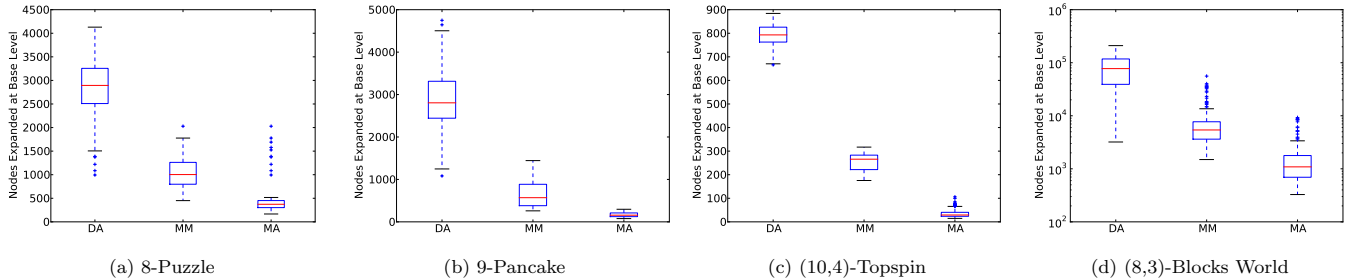 Nodes Expanded at Base Level
4500
4000
3500
3000
2500
2000
1500
1000
500
0
DA MM MA
(a) 8-Puzzle
Nodes Expanded at Base Level
5000
4000
3000
2000
1000
0
DA MM MA
(b) 9-Pancake
Nodes Expanded at Base Level
900
800
700
600
500
400
300
200
100
0
DA MM MA
(c) (10,4)-Topspin
Nodes Expanded at Base Level
10^6
10^5
10^4
10^3
10^2
DA MM MA
(d) (8,3)-Blocks World